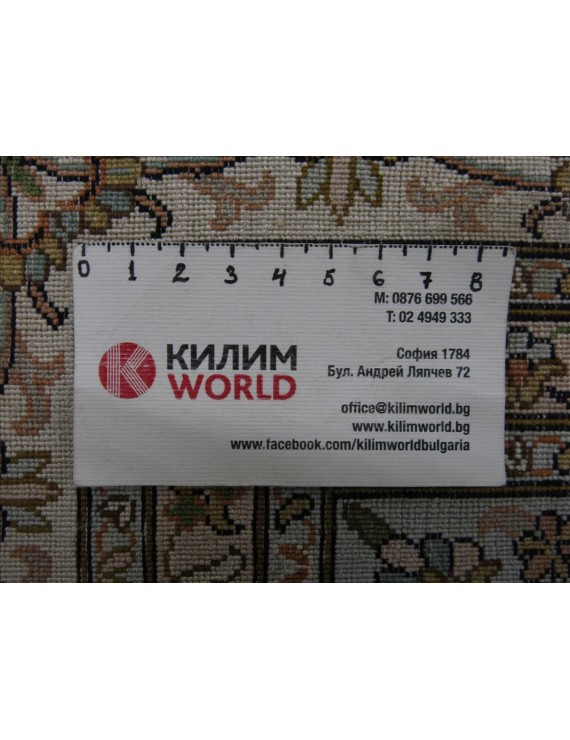 0 1 2 3 4 5 6 7 8
M: 0876 699 566
T: 02 4949 333
КИЛИМ
WORLD
София 1784
Бул. Андрей Ляпчев 72
office@kilimworld.bg
www.kilimworld.bg
www.facebook.com/kilimworldbulgaria